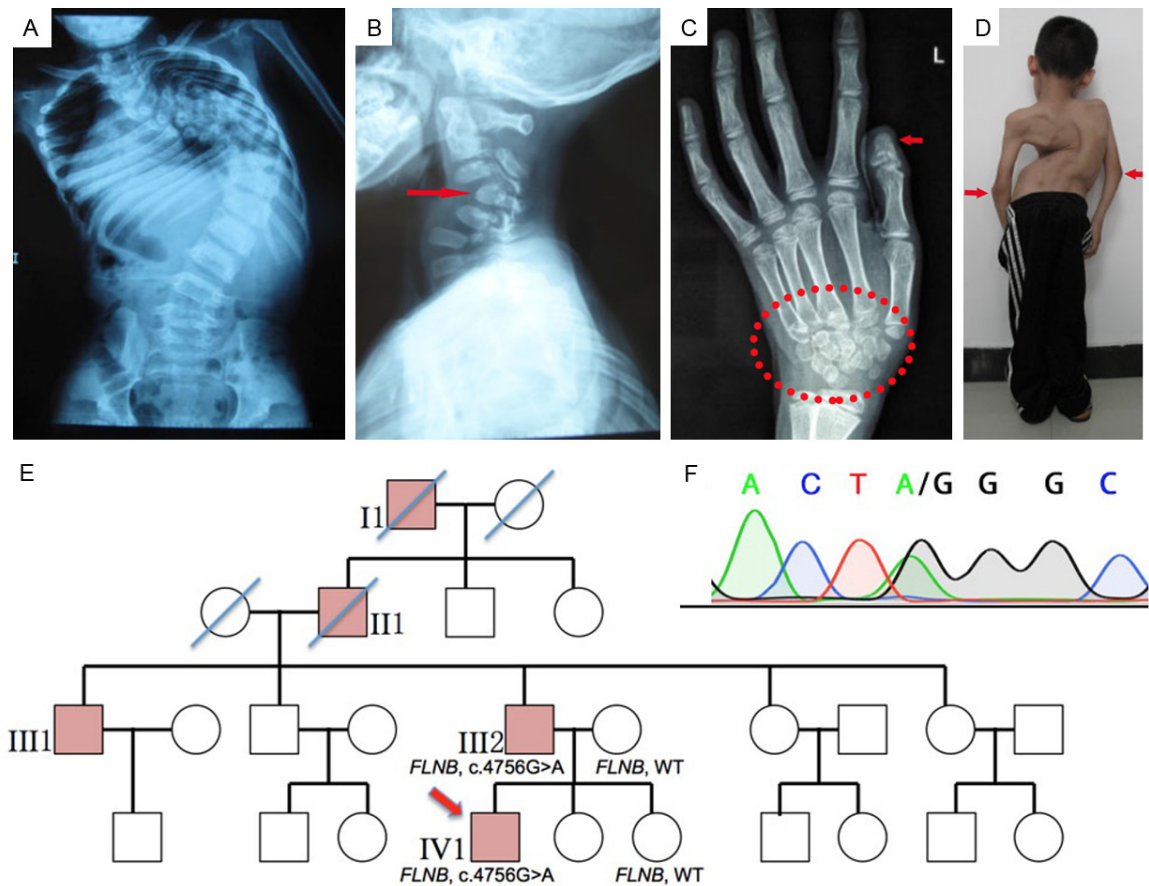 A
B
C
D
L
I
E
F
A C T A/G G G C
I1
II1
III1
III2
FLNB, c.4756G>A
FLNB, WT
IV1
FLNB, c.4756G>A
FLNB, WT